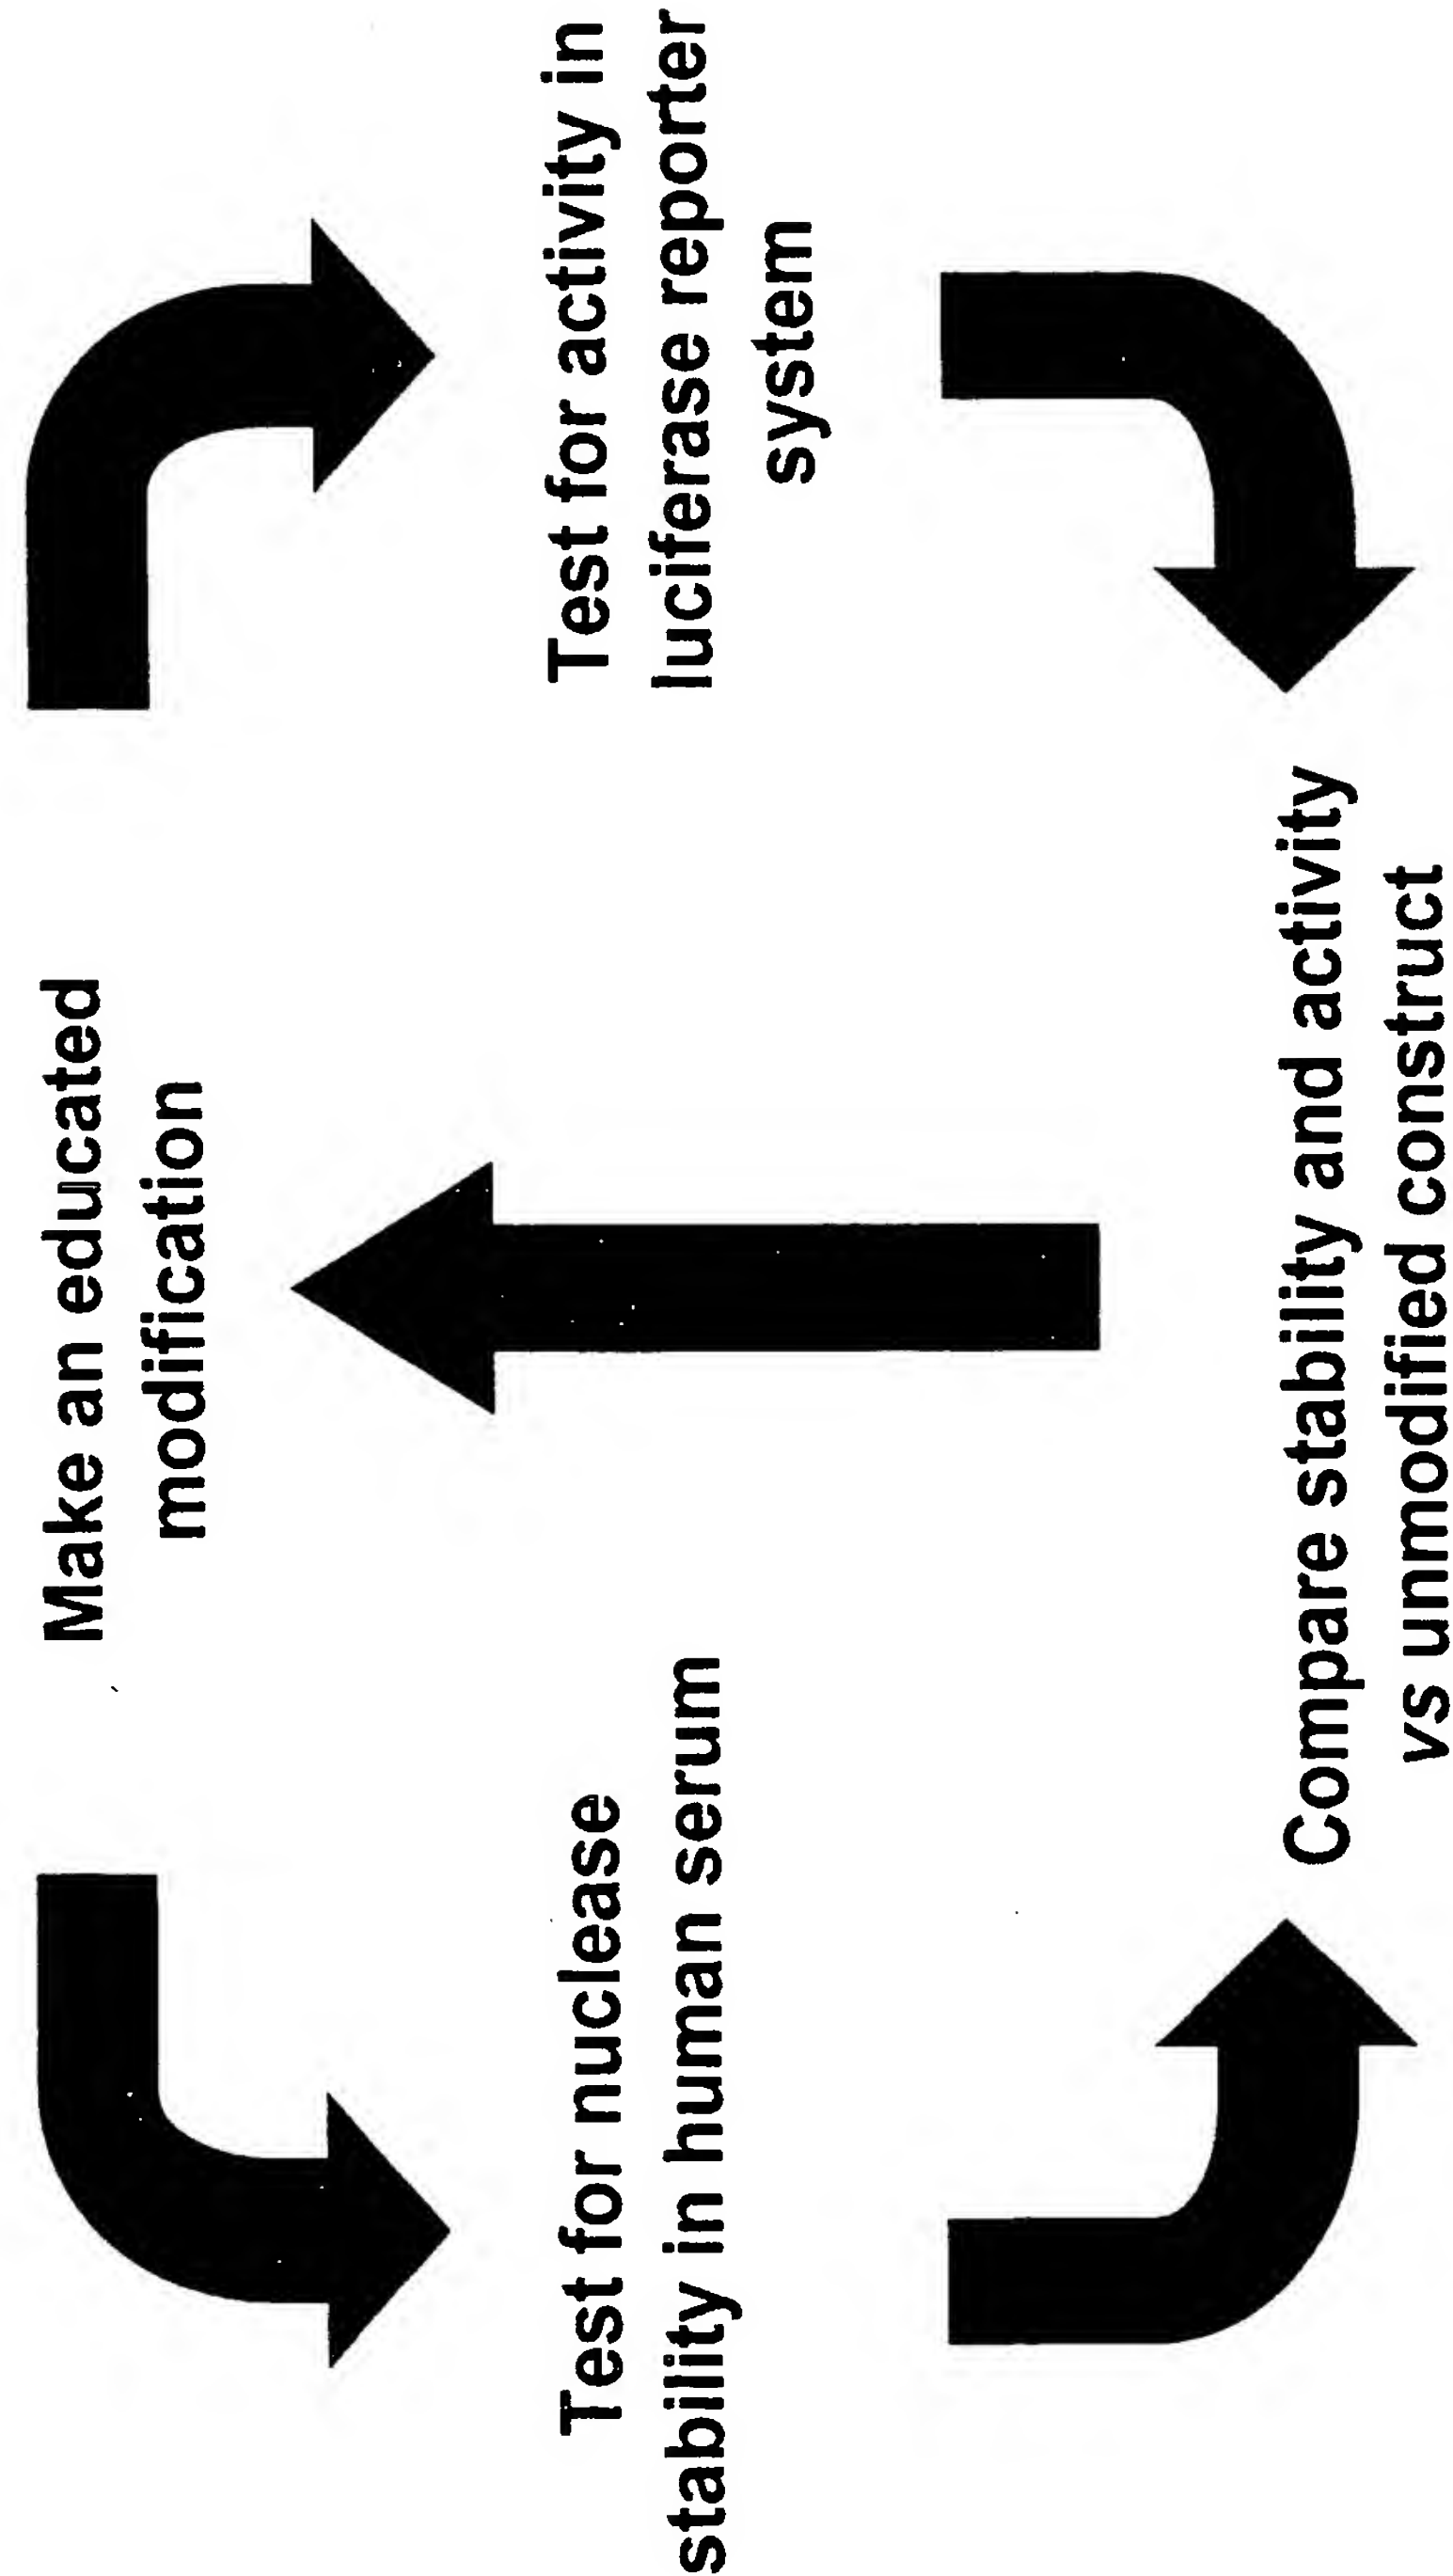 Make an educated
modification
Test for nuclease
stability in human serum
Test for activity in
luciferase reporter
system
Compare stability and activity
vs unmodified construct